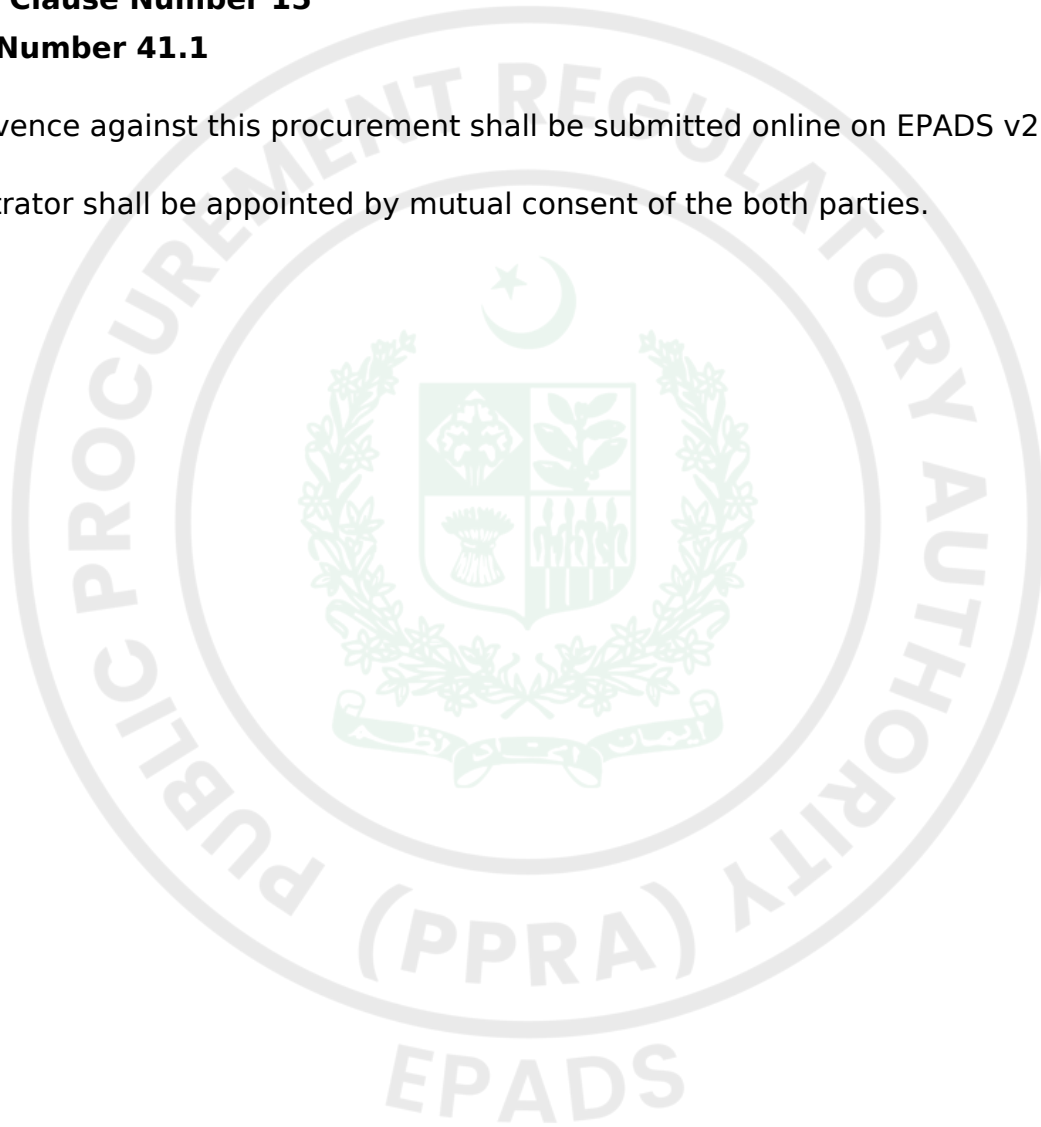 Clause Number 15
Number 41.1
vence against this procurement shall be submitted online on EPADS v2
trator shall be appointed by mutual consent of the both parties.
PUBLIC PROCUREMENT REGULATORY AUTHORITY
(PPRA)
EPADS